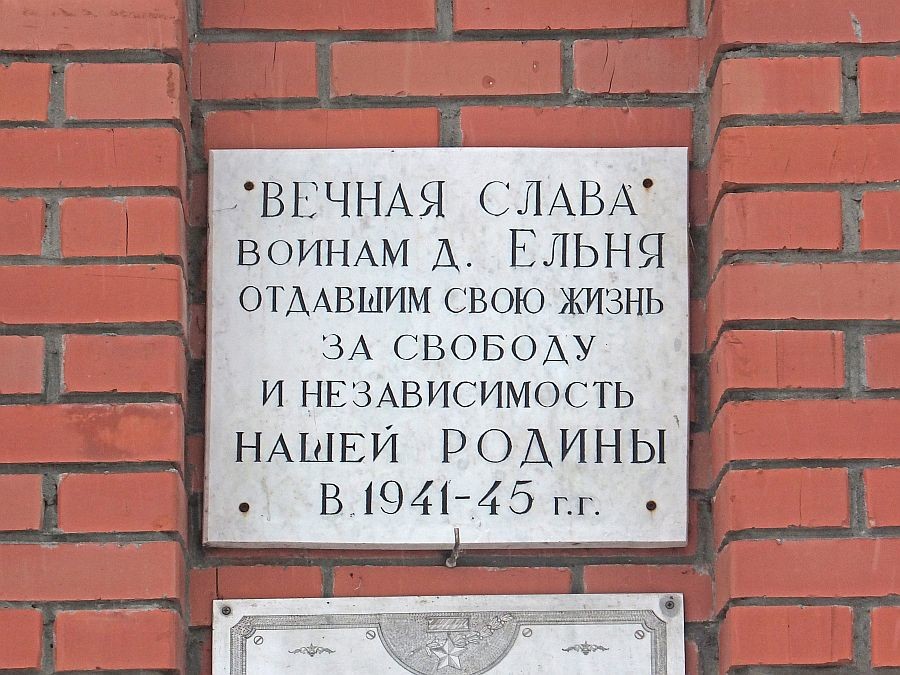 ВЕЧНАЯ СЛАВА
ВОИНАМ Д. ЕЛЬНЯ
ОТДАВШИМ СВОЮ ЖИЗНЬ
ЗА СВОБОДУ
И НЕЗАВИСИМОСТЬ
НАШЕЙ РОДИНЫ
В 1941-45 г.г.